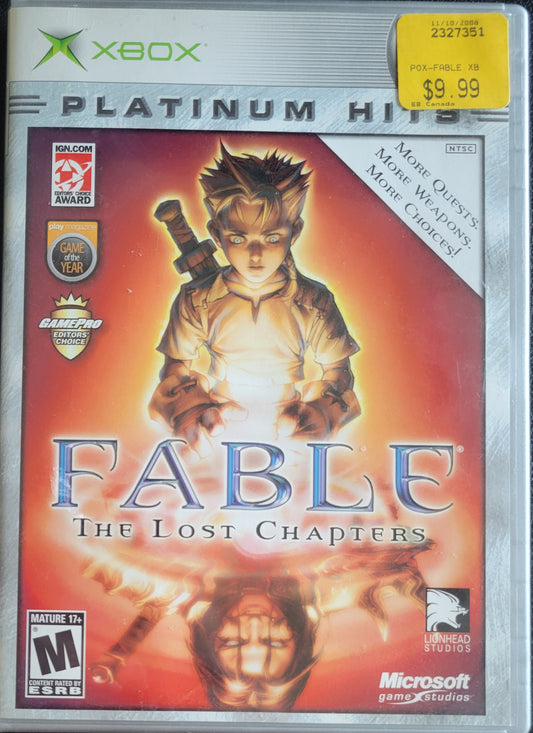 XBOX
11/10/2008
2327351
POX-FABLE XB
$9.99
EB Canada
PLATINUM HITS
NTSC
More Quests.
More Weapons.
More Choices!
IGN.COM
EDITORS' CHOICE
AWARD
play magazine
GAME
of the
YEAR
GAMEPRO
EDITORS'
CHOICE
FABLE®
THE LOST CHAPTERS
MATURE 17+
M
CONTENT RATED BY
ESRB
LIONHEAD
STUDIOS
Microsoft
game studios